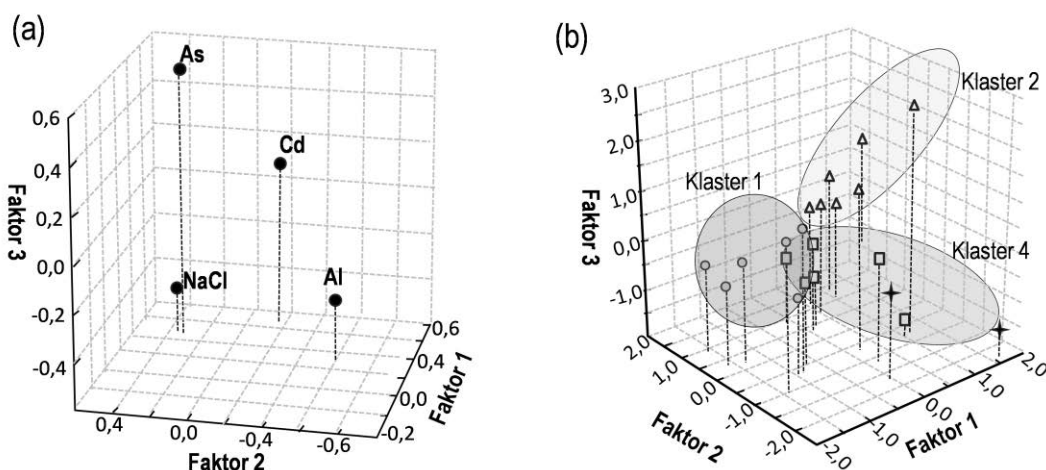 (a)
As
Cd
NaCl
Al
Faktor 3
0,6
0,4
0,2
0,0
-0,2
-0,4
0,4
0,0
-0,2
-0,4
-0,6
Faktor 2
0,6
0,4
0,0
-0,2
Faktor 1
(b)
Klaster 2
Klaster 1
Klaster 4
Faktor 3
3,0
2,0
1,0
0,0
-1,0
2,0
1,0
0,0
-1,0
-2,0
Faktor 2
-2,0
-1,0
0,0
1,0
2,0
Faktor 1